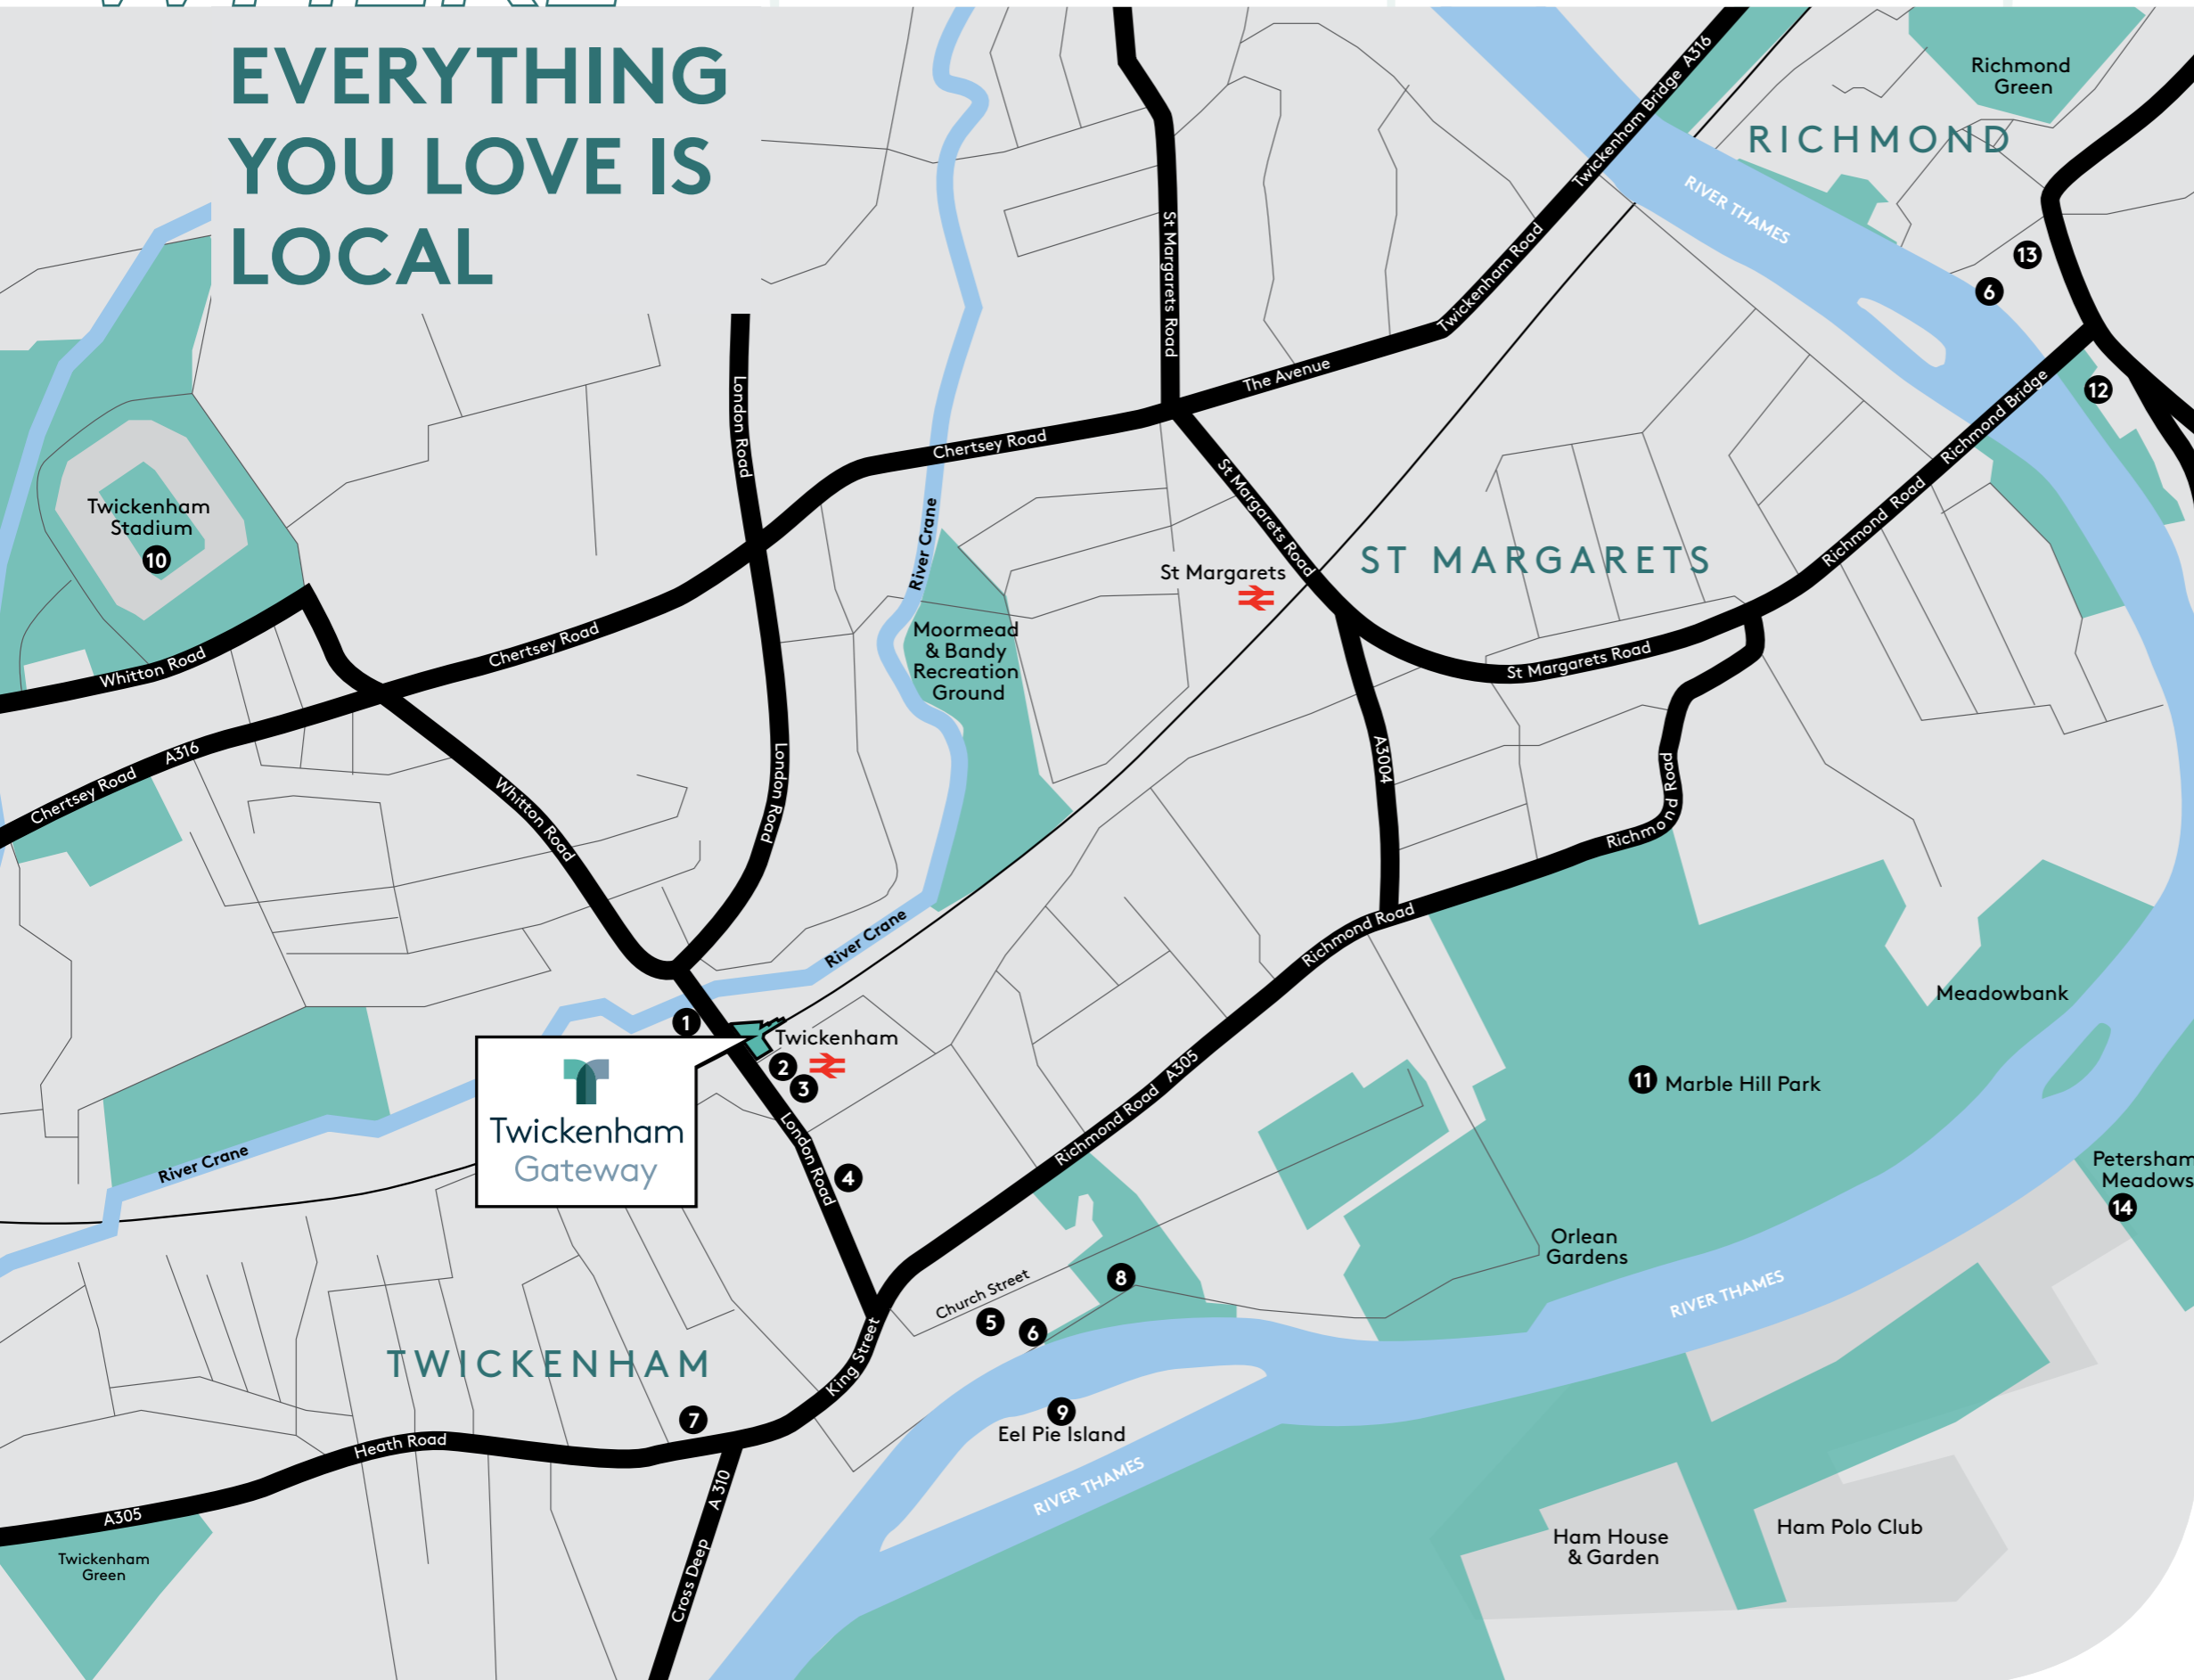 EVERYTHING
YOU LOVE IS
LOCAL
Richmond
Green
RICHMOND
Twickenham Bridge A316
RIVER THAMES
13
6
12
St Margarets Road
Twickenham Road
The Avenue
London Road
Chertsey Road
Richmond Bridge
Richmond Road
St Margarets Road
River Crane
Twickenham
Stadium
10
St Margarets
ST MARGARETS
Moormead
& Bandy
Recreation
Ground
Whitton Road
Chertsey Road
St Margarets Road
Chertsey Road A316
Whitton Road
London Road
A3004
Richmond Road
Richmond Road
River Crane
Meadowbank
1
Twickenham
2
3
Richmond Road A305
11 Marble Hill Park
Twickenham
Gateway
London Road
River Crane
4
Petersham
Meadows
14
Orlean
Gardens
Church Street
8
5
6
RIVER THAMES
TWICKENHAM
King Street
7
9
Eel Pie Island
Heath Road
RIVER THAMES
A305
Cross Deep A 310
Twickenham
Green
Ham House
& Garden
Ham Polo Club